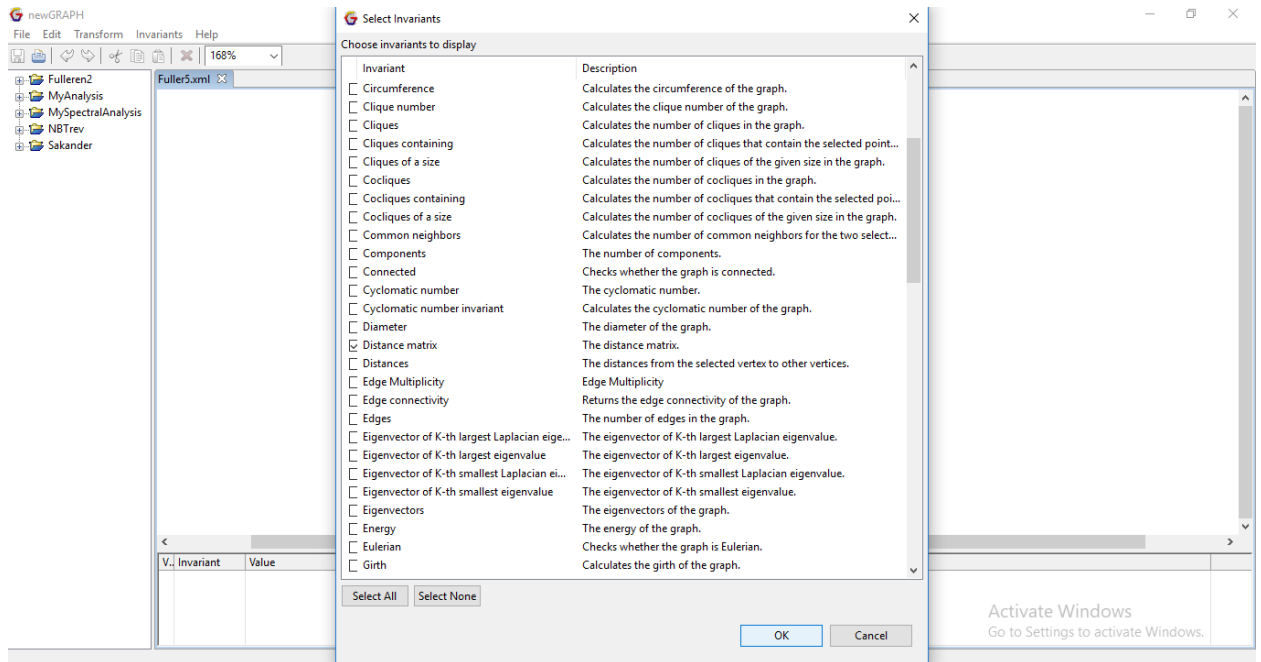 newGRAPH
File Edit Transform Invariants Help
168%
Fulleren2
MyAnalysis
MySpectralAnalysis
NBTrev
Sakander
Fuller5.xml
V.. Invariant Value
Select Invariants
Choose invariants to display
Invariant Description
Circumference Calculates the circumference of the graph.
Clique number Calculates the clique number of the graph.
Cliques Calculates the number of cliques in the graph.
Cliques containing Calculates the number of cliques that contain the selected point...
Cliques of a size Calculates the number of cliques of the given size in the graph.
Cocliques Calculates the number of cocliques in the graph.
Cocliques containing Calculates the number of cocliques that contain the selected poi...
Cocliques of a size Calculates the number of cocliques of the given size in the graph.
Common neighbors Calculates the number of common neighbors for the two select...
Components The number of components.
Connected Checks whether the graph is connected.
Cyclomatic number The cyclomatic number.
Cyclomatic number invariant Calculates the cyclomatic number of the graph.
Diameter The diameter of the graph.
Distance matrix The distance matrix.
Distances The distances from the selected vertex to other vertices.
Edge Multiplicity Edge Multiplicity
Edge connectivity Returns the edge connectivity of the graph.
Edges The number of edges in the graph.
Eigenvector of K-th largest Laplacian eige... The eigenvector of K-th largest Laplacian eigenvalue.
Eigenvector of K-th largest eigenvalue The eigenvector of K-th largest eigenvalue.
Eigenvector of K-th smallest Laplacian ei... The eigenvector of K-th smallest Laplacian eigenvalue.
Eigenvector of K-th smallest eigenvalue The eigenvector of K-th smallest eigenvalue.
Eigenvectors The eigenvectors of the graph.
Energy The energy of the graph.
Eulerian Checks whether the graph is Eulerian.
Girth Calculates the girth of the graph.
Select All Select None
OK Cancel
Activate Windows
Go to Settings to activate Windows.